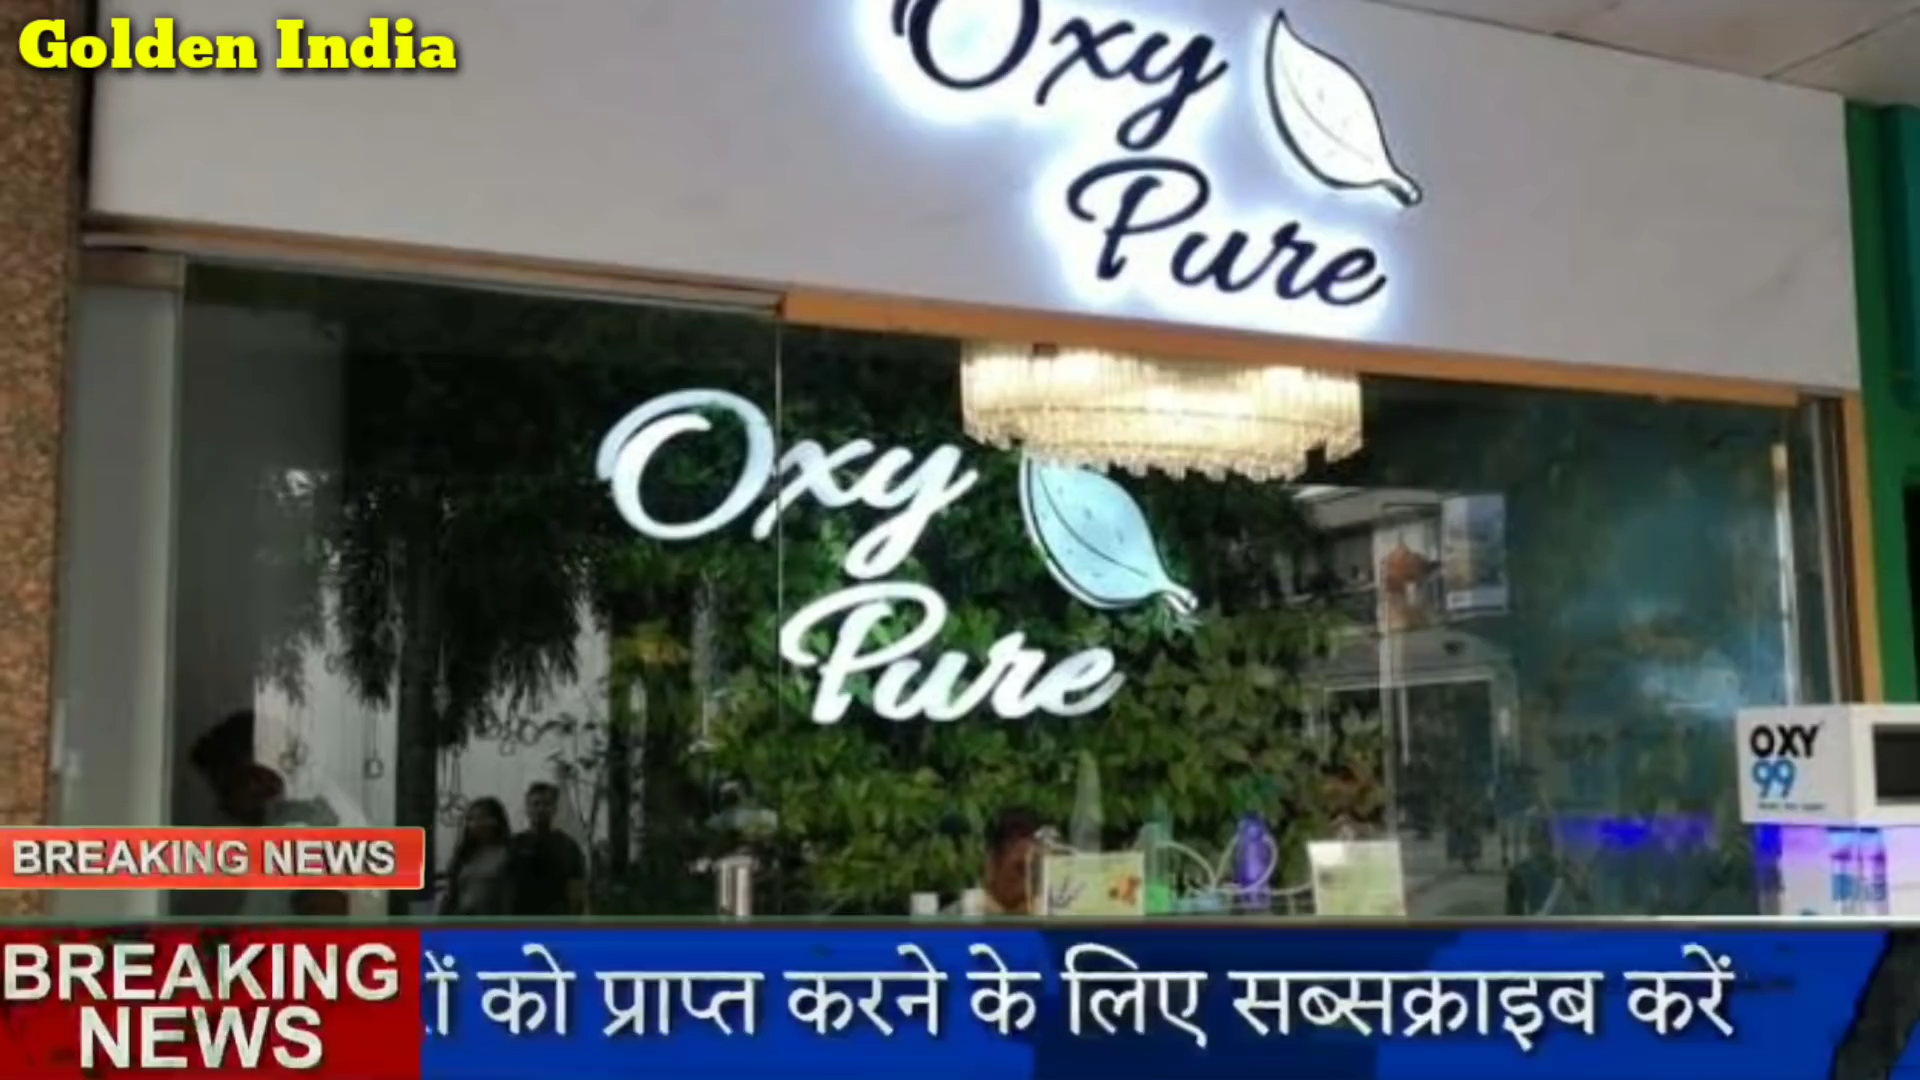 Golden India
Oxy
Pure
Oxy
Pure
OXY
99
BREAKING NEWS
BREAKING
NEWS
को प्राप्त करने के लिए सब्सक्राइब करें